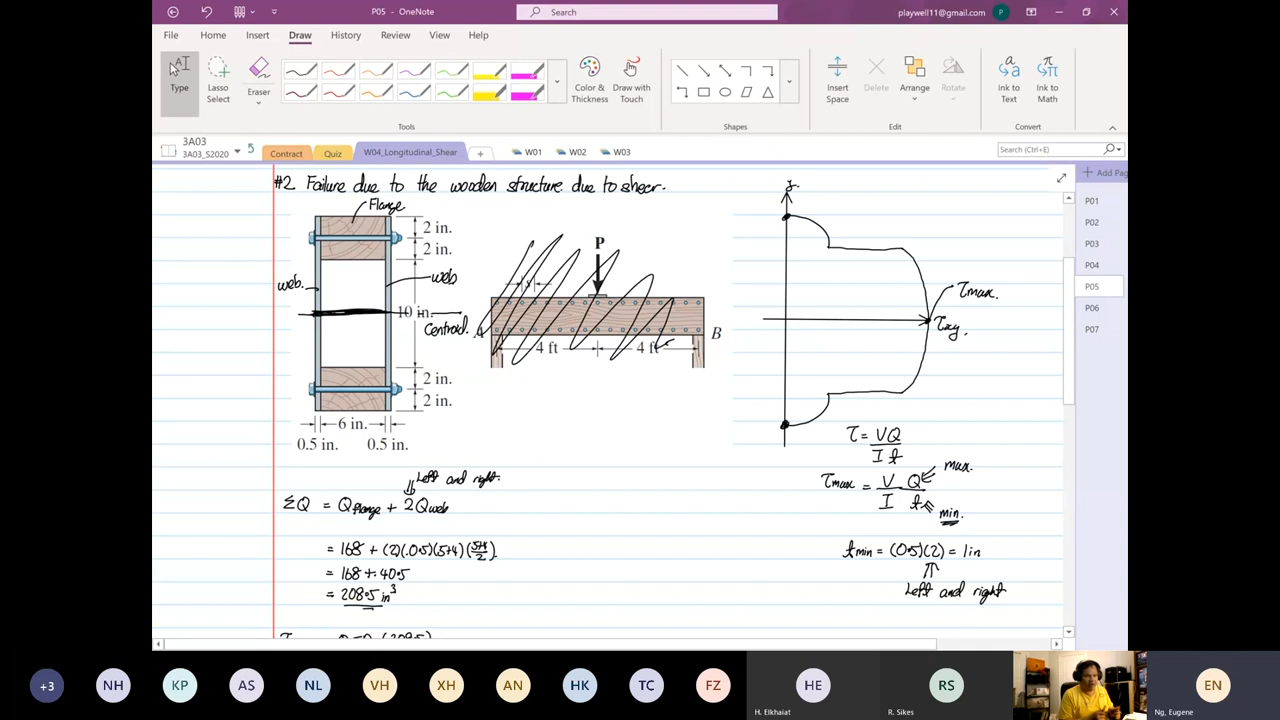 P05 - OneNote
Search
playwell11@gmail.com
P
File
Home
Insert
Draw
History
Review
View
Help
Type
Lasso Select
Eraser
Color & Thickness
Draw with Touch
Insert Space
Delete
Arrange
Rotate
Ink to Text
Ink to Math
Tools
Shapes
Edit
Convert
3A03
3A03_S2020
5
Contract
Quiz
W04_Longitudinal_Shear
W01
W02
W03
Search (Ctrl+E)
Add Pag
P01
P02
P03
P04
P05
P06
P07
#2 Failure due to the wooden structure due to shear.
Flange
2 in.
2 in.
web.
web
10 in.
Centroid.
2 in.
2 in.
6 in.
0.5 in.
0.5 in.
P
s
B
4 ft
4 ft
y.
τmax.
τxy.
τ = VQ / I t
τmax = V Q / I t
max.
min.
tmin = (0.5)(2) = 1in
Left and right
Left and right.
ΣQ = Qflange + 2Qweb
= 168 + (2)(.0.5)(5+4)(5+4/2)
= 168 + 40.5
= 208.5 in³
+3
NH
KP
AS
NL
VH
XH
AN
HK
TC
FZ
HE
H. Elkhaiat
RS
R. Sikes
EN
Ng, Eugene